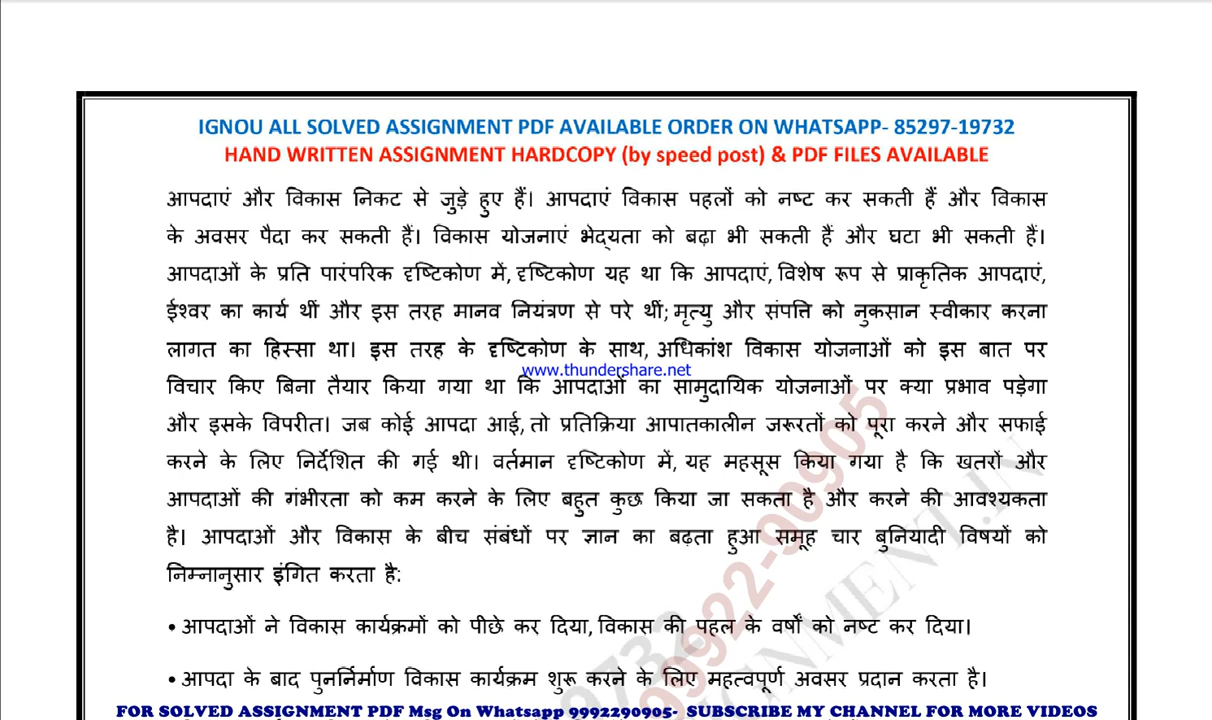 IGNOU ALL SOLVED ASSIGNMENT PDF AVAILABLE ORDER ON WHATSAPP- 85297-19732
HAND WRITTEN ASSIGNMENT HARDCOPY (by speed post) & PDF FILES AVAILABLE
आपदाएं और विकास निकट से जुड़े हुए हैं। आपदाएं विकास पहलों को नष्ट कर सकती हैं और विकास
के अवसर पैदा कर सकती हैं। विकास योजनाएं भेद्यता को बढ़ा भी सकती हैं और घटा भी सकती हैं।
आपदाओं के प्रति पारंपरिक दृष्टिकोण में, दृष्टिकोण यह था कि आपदाएं, विशेष रूप से प्राकृतिक आपदाएं,
ईश्वर का कार्य थीं और इस तरह मानव नियंत्रण से परे थीं; मृत्यु और संपत्ति को नुकसान स्वीकार करना
लागत का हिस्सा था। इस तरह के दृष्टिकोण के साथ, अधिकांश विकास योजनाओं को इस बात पर
www.thundershare.net
विचार किए बिना तैयार किया गया था कि आपदाओं का सामुदायिक योजनाओं पर क्या प्रभाव पड़ेगा
और इसके विपरीत। जब कोई आपदा आई, तो प्रतिक्रिया आपातकालीन जरूरतों को पूरा करने और सफाई
करने के लिए निर्देशित की गई थी। वर्तमान दृष्टिकोण में, यह महसूस किया गया है कि खतरों और
आपदाओं की गंभीरता को कम करने के लिए बहुत कुछ किया जा सकता है और करने की आवश्यकता
है। आपदाओं और विकास के बीच संबंधों पर ज्ञान का बढ़ता हुआ समूह चार बुनियादी विषयों को
निम्नानुसार इंगित करता है:
• आपदाओं ने विकास कार्यक्रमों को पीछे कर दिया, विकास की पहल के वर्षों को नष्ट कर दिया।
• आपदा के बाद पुनर्निर्माण विकास कार्यक्रम शुरू करने के लिए महत्वपूर्ण अवसर प्रदान करता है।
FOR SOLVED ASSIGNMENT PDF Msg On Whatsapp 9992290905- SUBSCRIBE MY CHANNEL FOR MORE VIDEOS